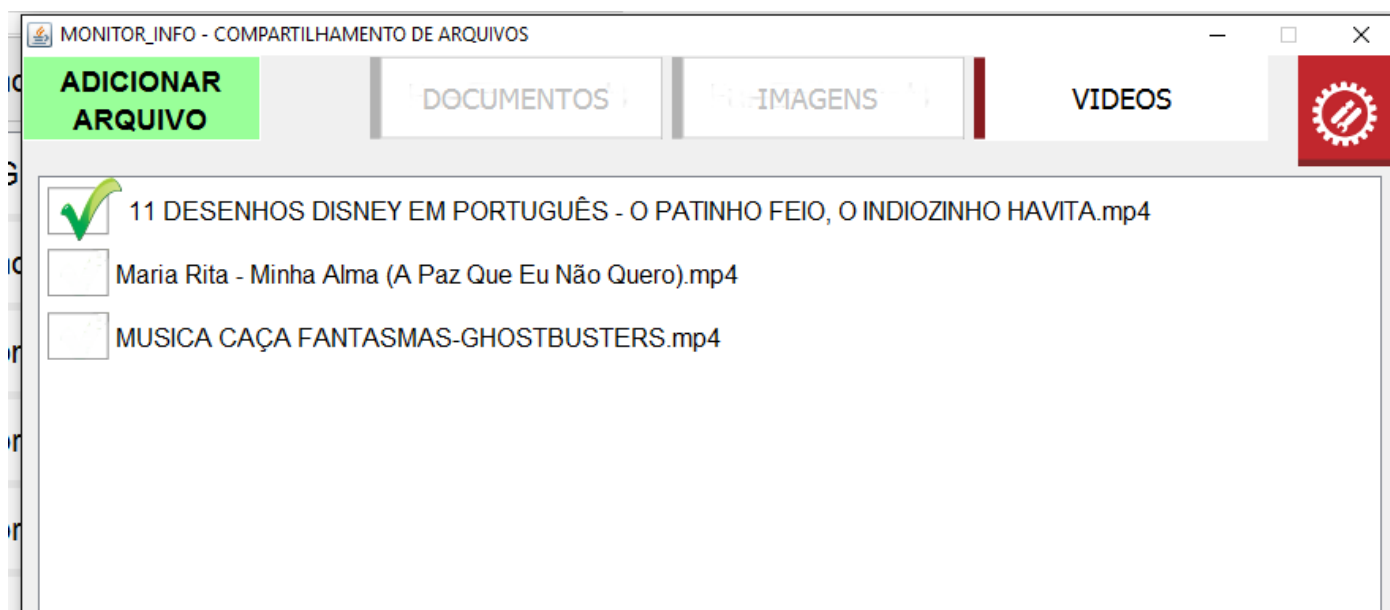 MONITOR_INFO - COMPARTILHAMENTO DE ARQUIVOS
ADICIONAR
ARQUIVO
DOCUMENTOS
IMAGENS
VIDEOS
11 DESENHOS DISNEY EM PORTUGUÊS - O PATINHO FEIO, O INDIOZINHO HAVITA.mp4
Maria Rita - Minha Alma (A Paz Que Eu Não Quero).mp4
MUSICA CAÇA FANTASMAS-GHOSTBUSTERS.mp4